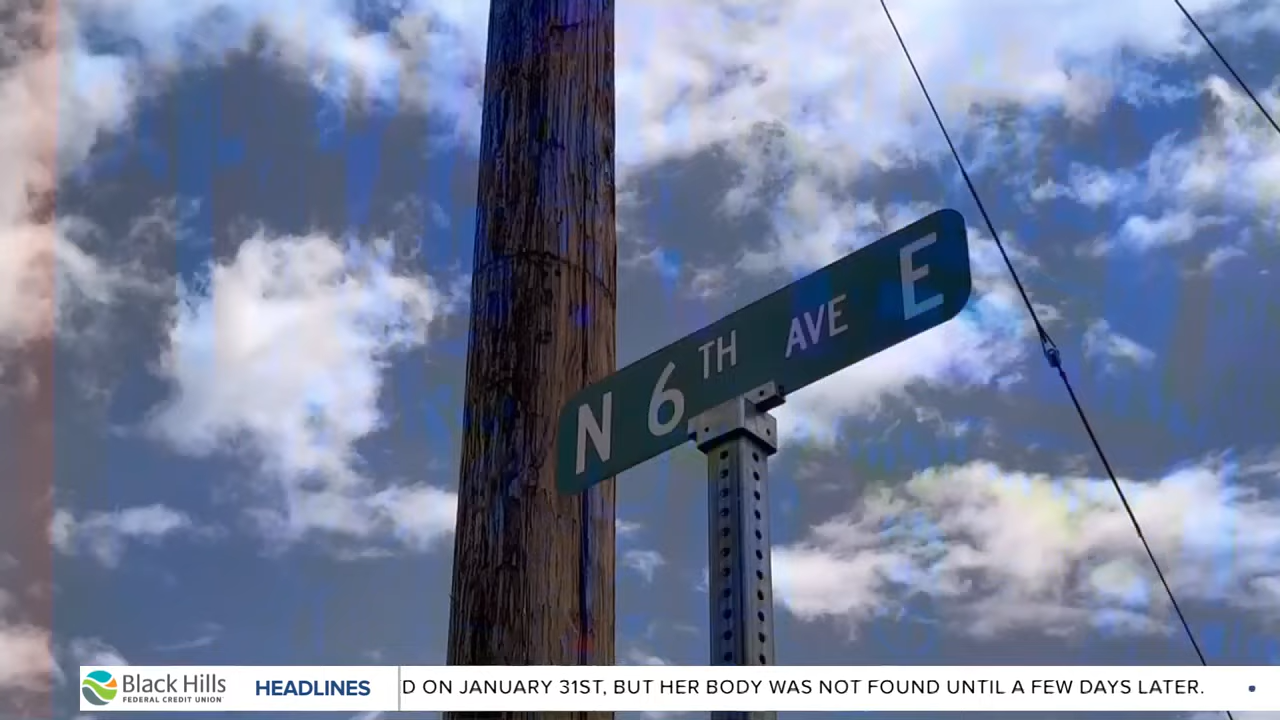 N 6TH AVE E
Black Hills
FEDERAL CREDIT UNION
HEADLINES
D ON JANUARY 31ST, BUT HER BODY WAS NOT FOUND UNTIL A FEW DAYS LATER.